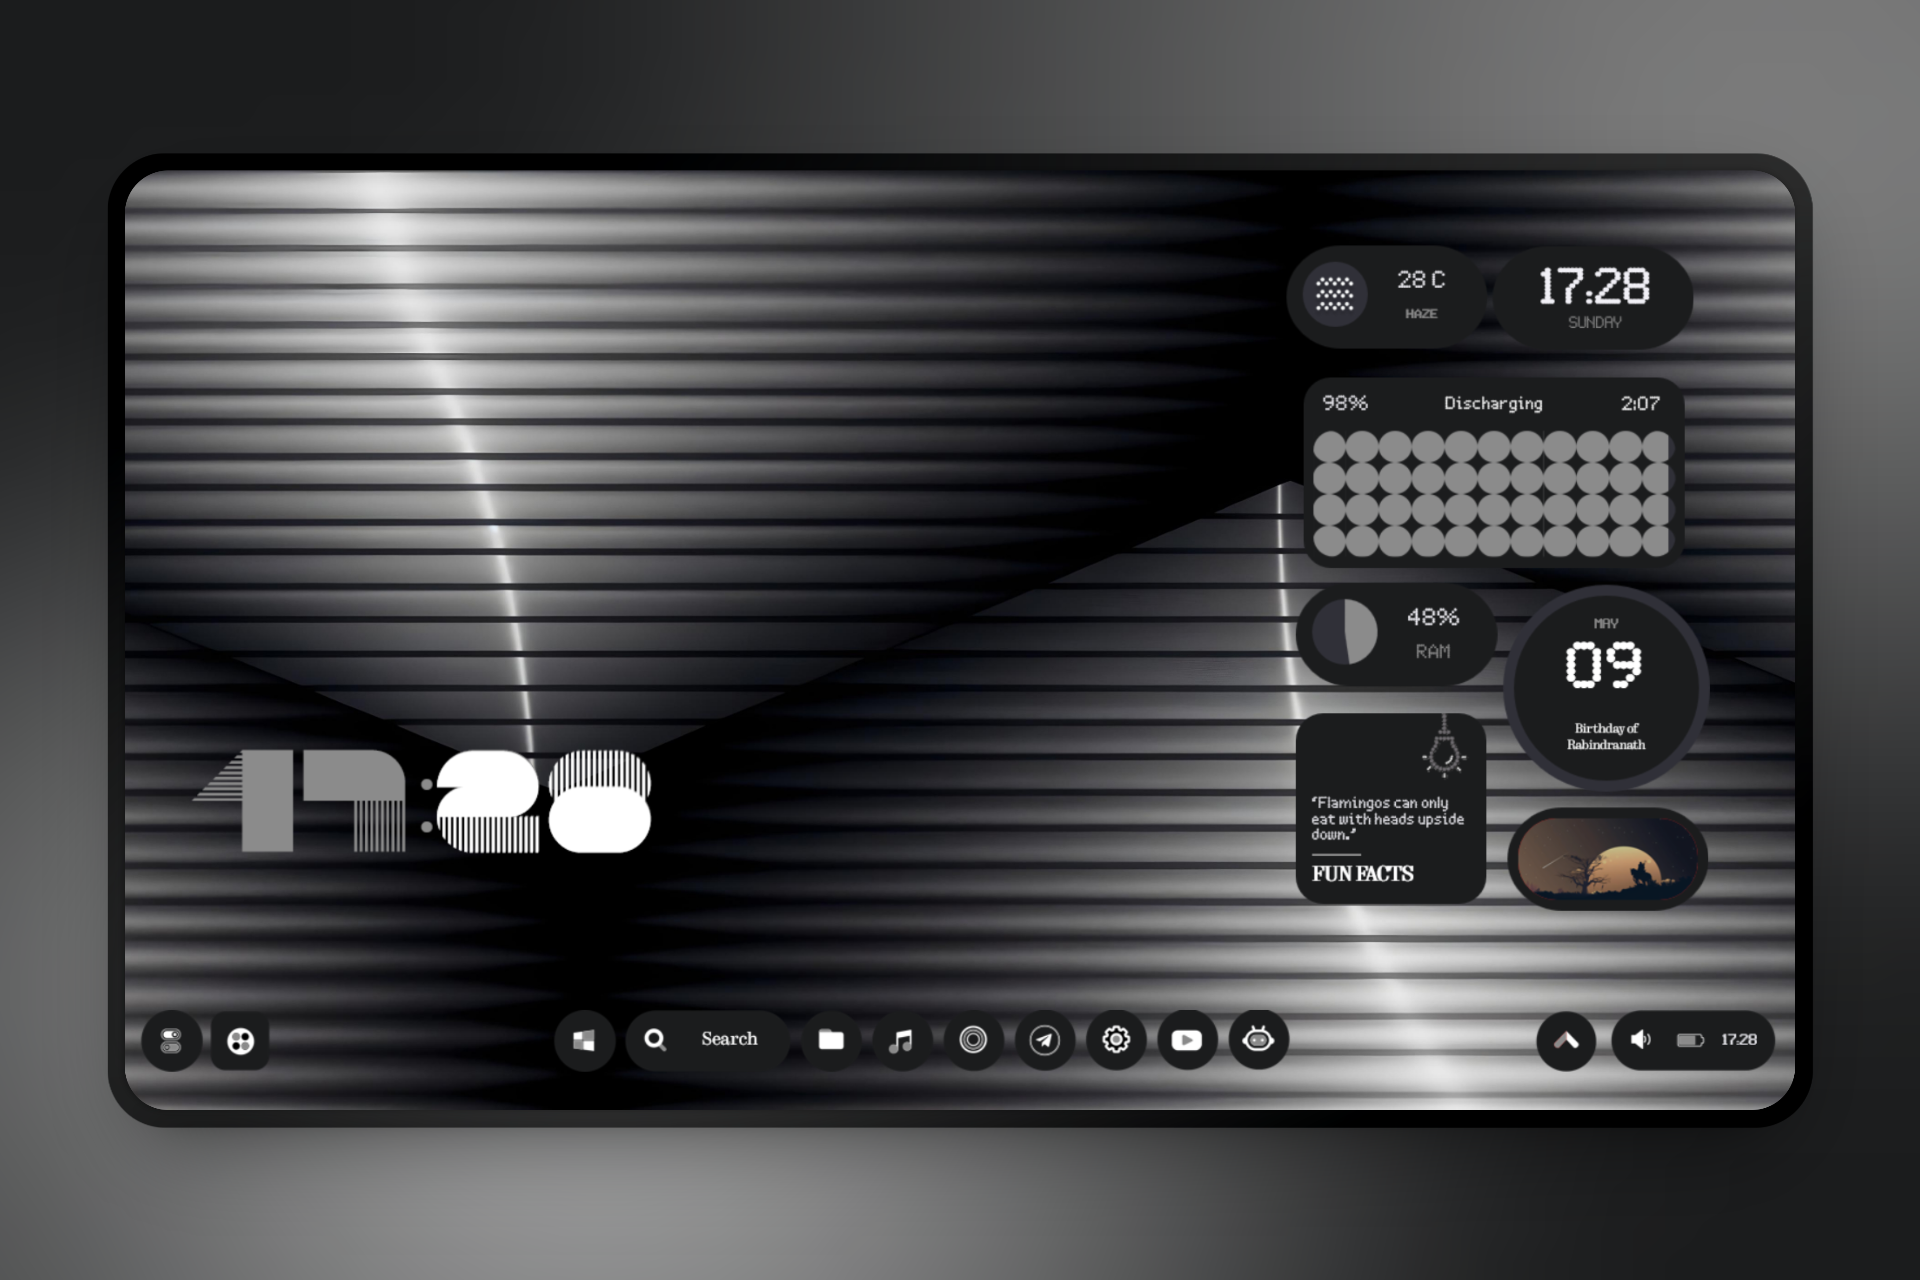 28 C
HAZE
17:28
SUNDAY
98% Discharging 2:07
48%
RAM
MAY
09
Birthday of
Rabindranath
"Flamingos can only
eat with heads upside
down."
FUN FACTS
17:28
Search
17:28